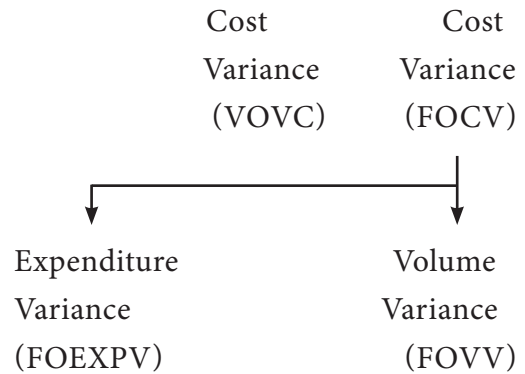 Cost Cost
Variance Variance
(VOVC) (FOCV)
Expenditure Volume
Variance Variance
(FOEXPV) (FOVV)